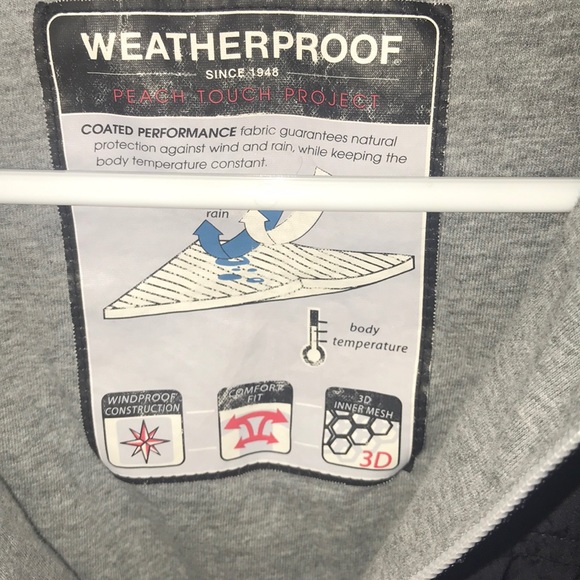 WEATHERPROOF
SINCE 1948
PEACH TOUCH PROJECT
COATED PERFORMANCE fabric guarantees natural
protection against wind and rain, while keeping the
body temperature constant.
rain
body
temperature
WINDPROOF
CONSTRUCTION
COMFORT
FIT
3D
INNER MESH
3D